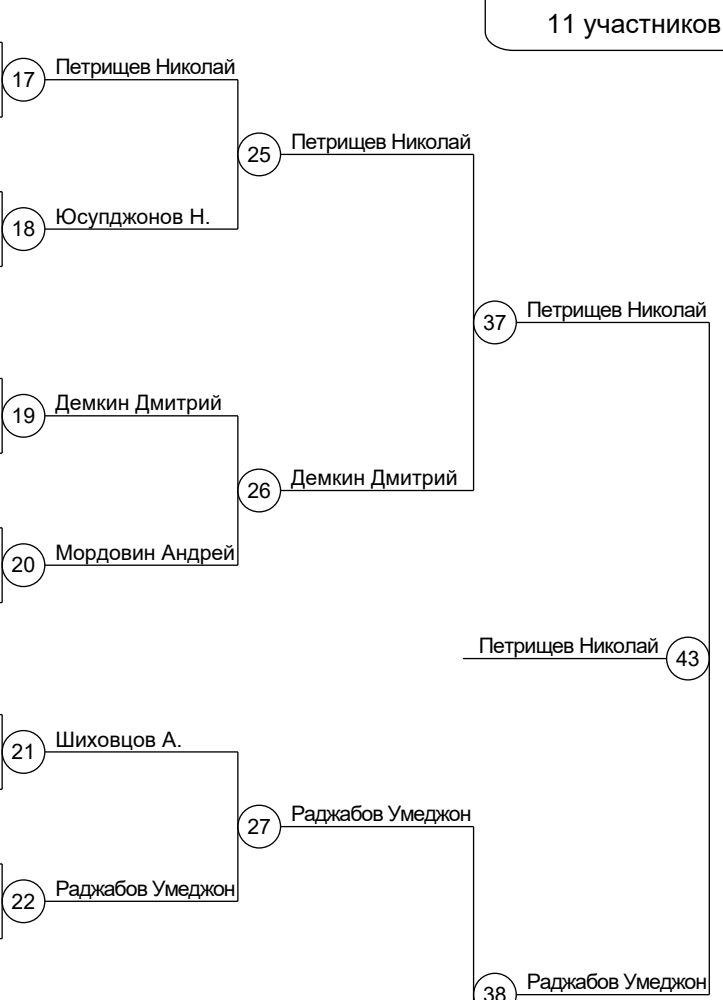 11 участников
17 Петрищев Николай
25 Петрищев Николай
18 Юсупджонов Н.
37 Петрищев Николай
19 Демкин Дмитрий
26 Демкин Дмитрий
20 Мордовин Андрей
Петрищев Николай 43
21 Шиховцов А.
27 Раджабов Умеджон
22 Раджабов Умеджон
38 Раджабов Умеджон